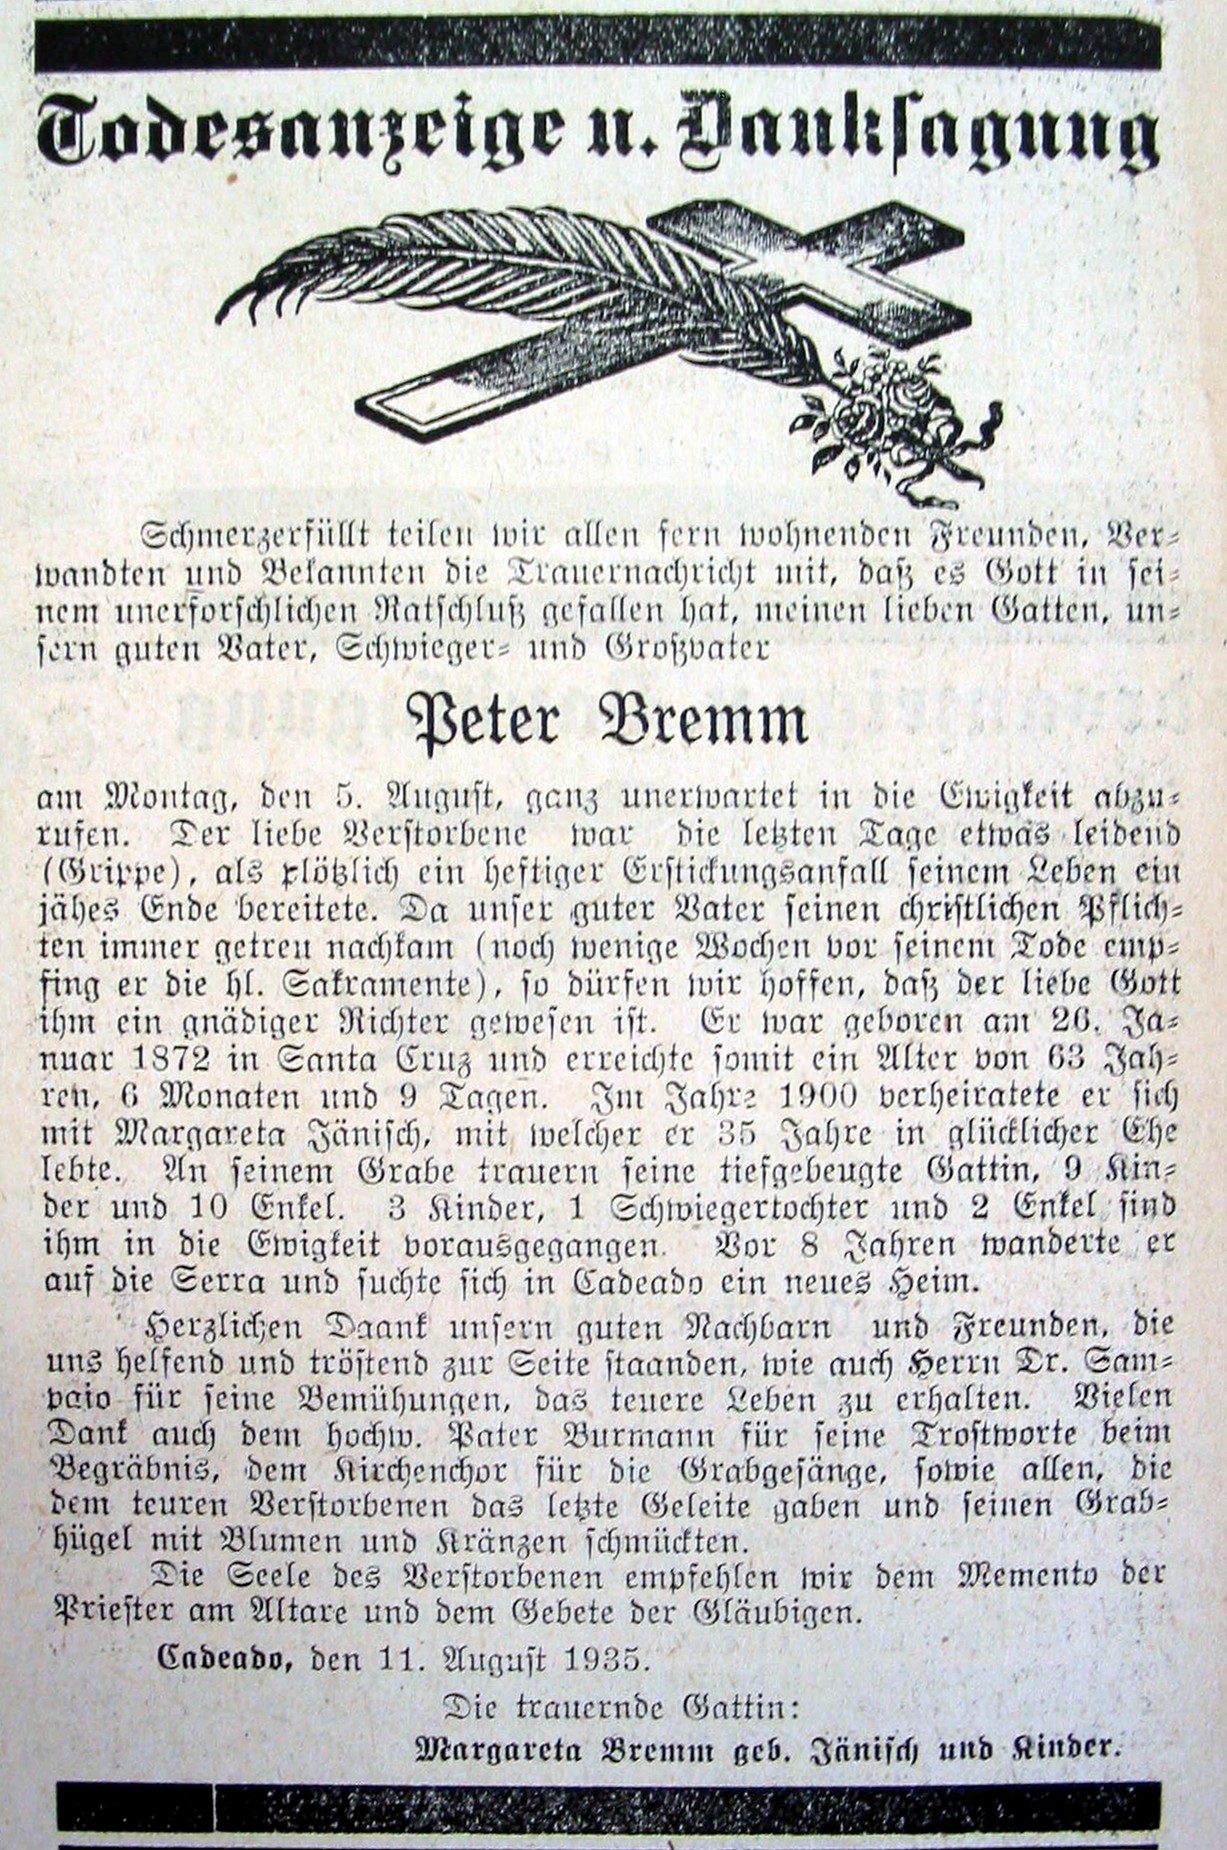 Todesanzeige u. Danksagung
Schmerzerfüllt teilen wir allen fern wohnenden Freunden, Ver-
wandten und Bekannten die Trauernachricht mit, daß es Gott in sei-
nem unerforschlichen Ratschluß gefallen hat, meinen lieben Gatten, un-
sern guten Vater, Schwieger- und Großvater
Peter Bremm
am Montag, den 5. August, ganz unerwartet in die Ewigkeit abzu-
rufen. Der liebe Verstorbene war die letzten Tage etwas leidend
(Grippe), als plötzlich ein heftiger Erstickungsanfall seinem Leben ein
jähes Ende bereitete. Da unser guter Vater seinen christlichen Pflich-
ten immer getreu nachkam (noch wenige Wochen vor seinem Tode emp-
fing er die hl. Sakramente), so dürfen wir hoffen, daß der liebe Gott
ihm ein gnädiger Richter gewesen ist. Er war geboren am 26. Ja-
nuar 1872 in Santa Cruz und erreichte somit ein Alter von 63 Jah-
ren, 6 Monaten und 9 Tagen. Im Jahre 1900 verheiratete er sich
mit Margareta Jänisch, mit welcher er 35 Jahre in glücklicher Ehe
lebte. An seinem Grabe trauern seine tiefgebeugte Gattin, 9 Kin-
der und 10 Enkel. 3 Kinder, 1 Schwiegertochter und 2 Enkel sind
ihm in die Ewigkeit vorausgegangen. Vor 8 Jahren wanderte er
auf die Serra und suchte sich in Cadeado ein neues Heim.
Herzlichen Daank unsern guten Nachbarn und Freunden, die
uns helfend und tröstend zur Seite staanden, wie auch Herrn Dr. Sam-
paio für seine Bemühungen, das teuere Leben zu erhalten. Vielen
Dank auch dem hochw. Pater Burmann für seine Trostworte beim
Begräbnis, dem Kirchenchor für die Grabgesänge, sowie allen, die
dem teuren Verstorbenen das letzte Geleite gaben und seinen Grab-
hügel mit Blumen und Kränzen schmückten.
Die Seele des Verstorbenen empfehlen wir dem Memento der
Priester am Altare und dem Gebete der Gläubigen.
Cadeado, den 11. August 1935.
Die trauernde Gattin:
Margareta Bremm geb. Jänisch und Kinder.